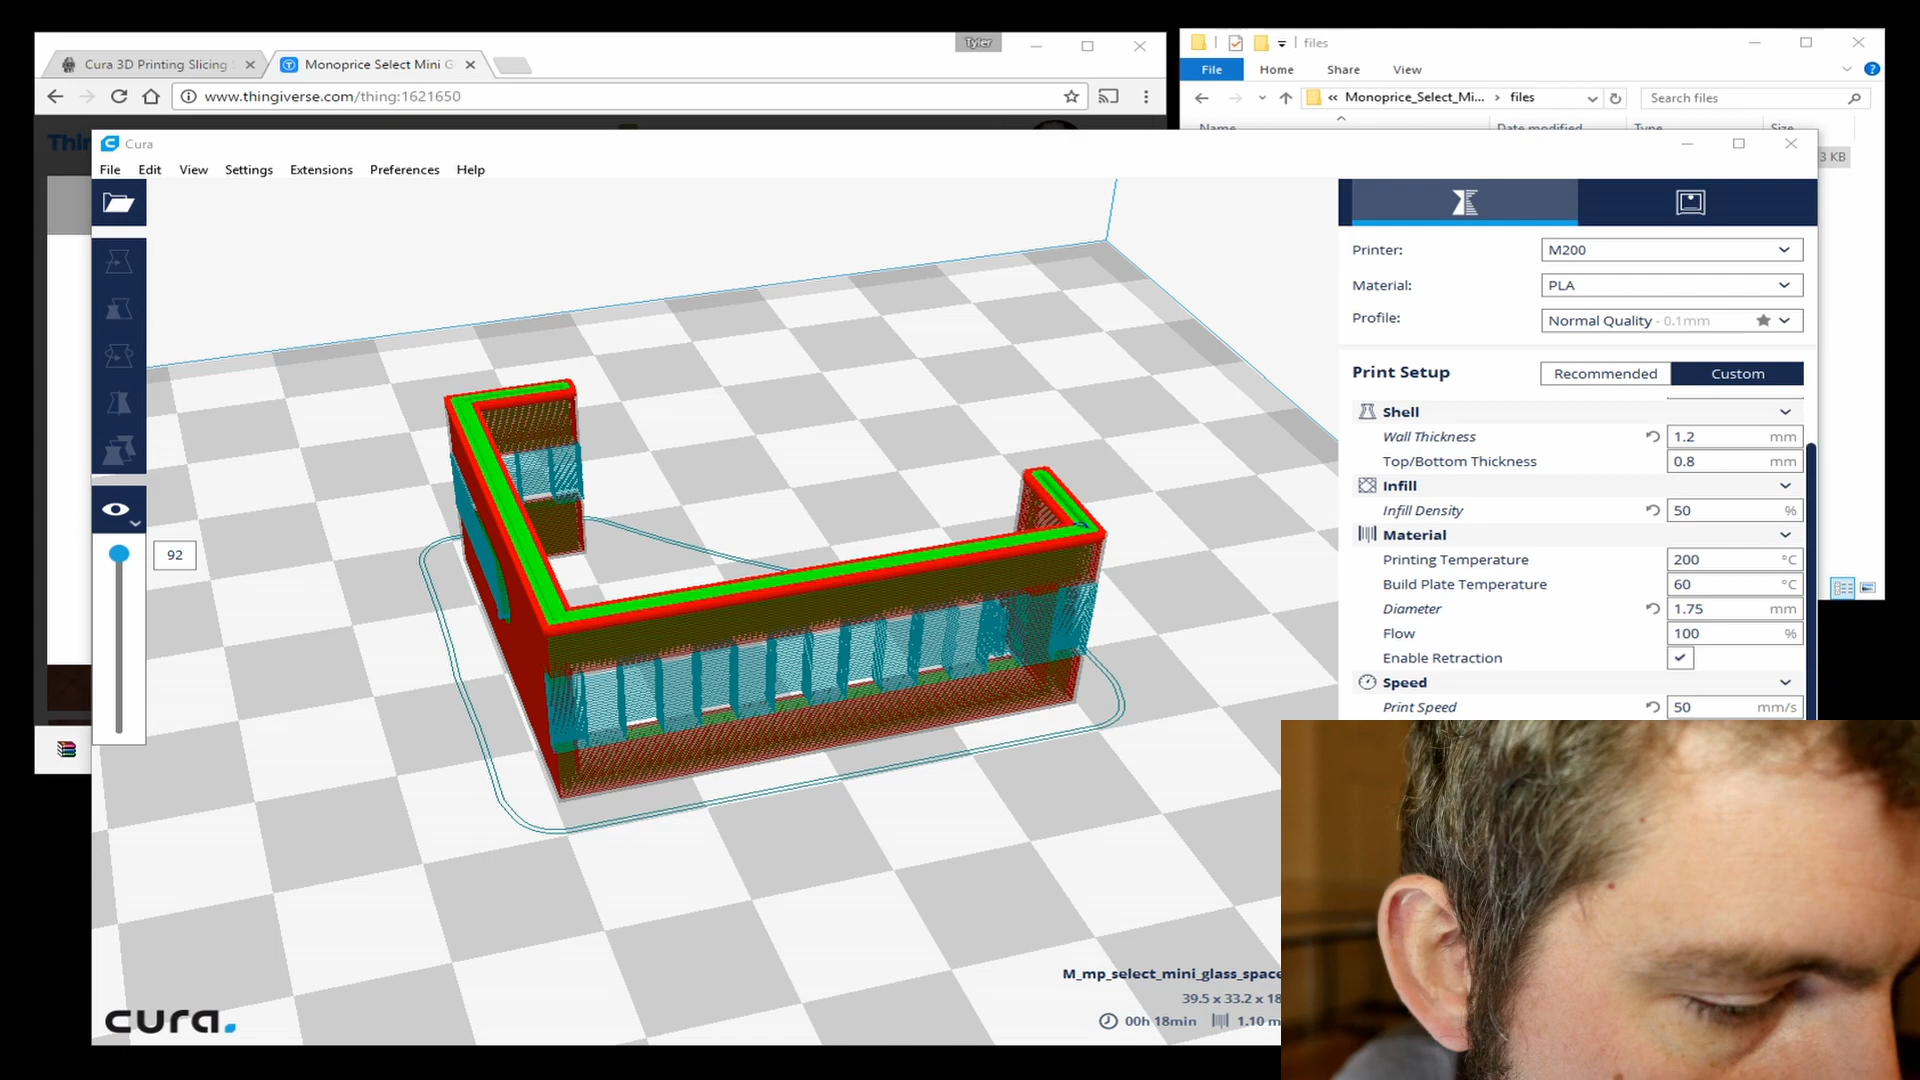 Tyler
Cura 3D Printing Slicing
Monoprice Select Mini G
www.thingiverse.com/thing:1621650
files
File Home Share View
« Monoprice_Select_Mi... › files
Search files
Name Date modified Type Size
3 KB
Thin
Cura
File Edit View Settings Extensions Preferences Help
92
Printer: M200
Material: PLA
Profile: Normal Quality - 0.1mm
Print Setup Recommended Custom
Shell
Wall Thickness 1.2 mm
Top/Bottom Thickness 0.8 mm
Infill
Infill Density 50 %
Material
Printing Temperature 200 °C
Build Plate Temperature 60 °C
Diameter 1.75 mm
Flow 100 %
Enable Retraction
Speed
Print Speed 50 mm/s
M_mp_select_mini_glass_space
39.5 x 33.2 x 18
00h 18min 1.10 m
cura.